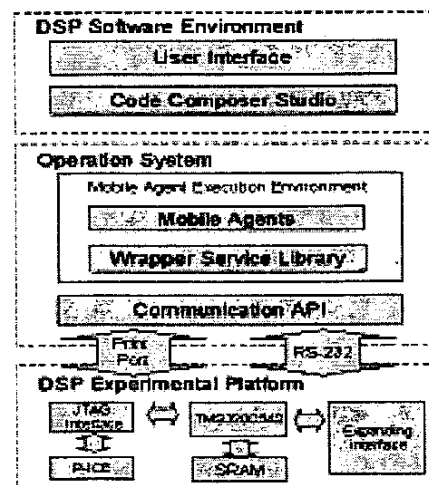 DSP Software Environment
User Interface
Code Composer Studio
Operation System
Mobile Agent Execution Environment
Mobile Agents
Wrapper Service Library
Communication API
Print
Port
RS-232
DSP Experimental Platform
JTAG
Interface
Expanding
Interface
SRAM